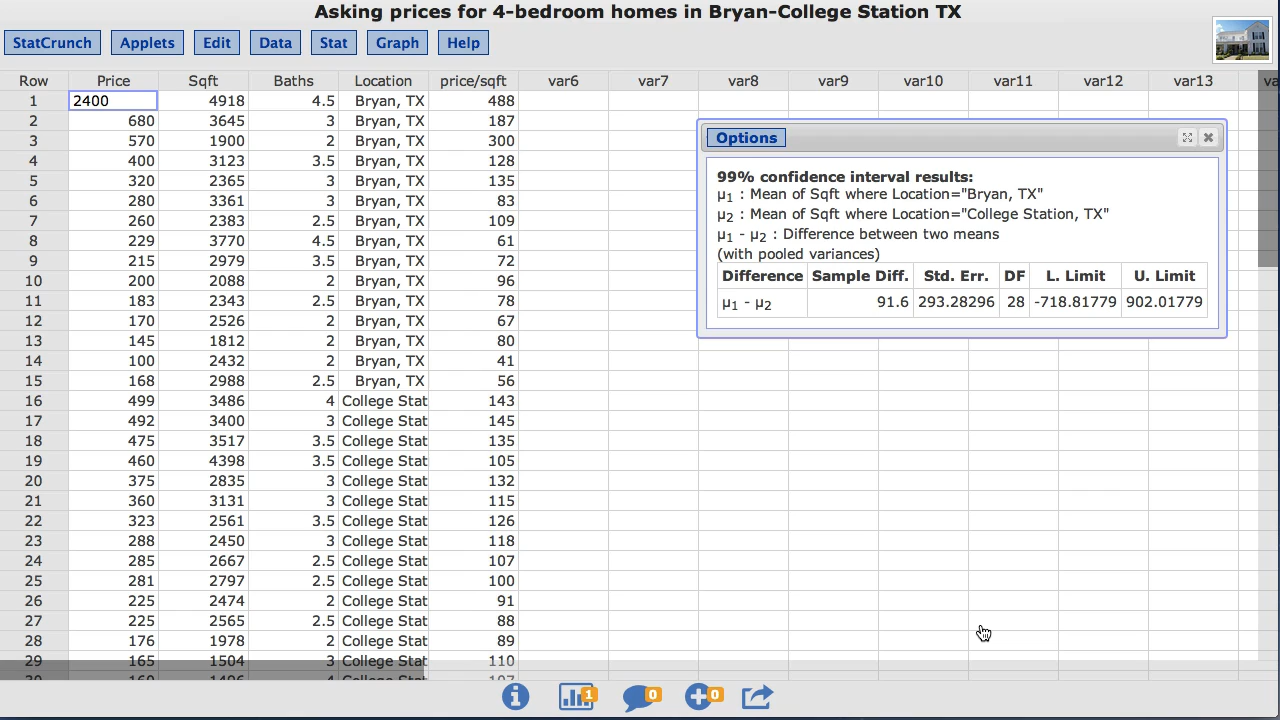 Asking prices for 4-bedroom homes in Bryan-College Station TX
StatCrunch Applets Edit Data Stat Graph Help
Row Price Sqft Baths Location price/sqft var6 var7 var8 var9 var10 var11 var12 var13 va
1 2400 4918 4.5 Bryan, TX 488
2 680 3645 3 Bryan, TX 187
3 570 1900 2 Bryan, TX 300
4 400 3123 3.5 Bryan, TX 128
5 320 2365 3 Bryan, TX 135
6 280 3361 3 Bryan, TX 83
7 260 2383 2.5 Bryan, TX 109
8 229 3770 4.5 Bryan, TX 61
9 215 2979 3.5 Bryan, TX 72
10 200 2088 2 Bryan, TX 96
11 183 2343 2.5 Bryan, TX 78
12 170 2526 2 Bryan, TX 67
13 145 1812 2 Bryan, TX 80
14 100 2432 2 Bryan, TX 41
15 168 2988 2.5 Bryan, TX 56
16 499 3486 4 College Stat 143
17 492 3400 3 College Stat 145
18 475 3517 3.5 College Stat 135
19 460 4398 3.5 College Stat 105
20 375 2835 3 College Stat 132
21 360 3131 3 College Stat 115
22 323 2561 3.5 College Stat 126
23 288 2450 3 College Stat 118
24 285 2667 2.5 College Stat 107
25 281 2797 2.5 College Stat 100
26 225 2474 2 College Stat 91
27 225 2565 2.5 College Stat 88
28 176 1978 2 College Stat 89
29 165 1504 3 College Stat 110
Options
99% confidence interval results:
μ1 : Mean of Sqft where Location="Bryan, TX"
μ2 : Mean of Sqft where Location="College Station, TX"
μ1 - μ2 : Difference between two means
(with pooled variances)
Difference Sample Diff. Std. Err. DF L. Limit U. Limit
μ1 - μ2 91.6 293.28296 28 -718.81779 902.01779
1 0 0